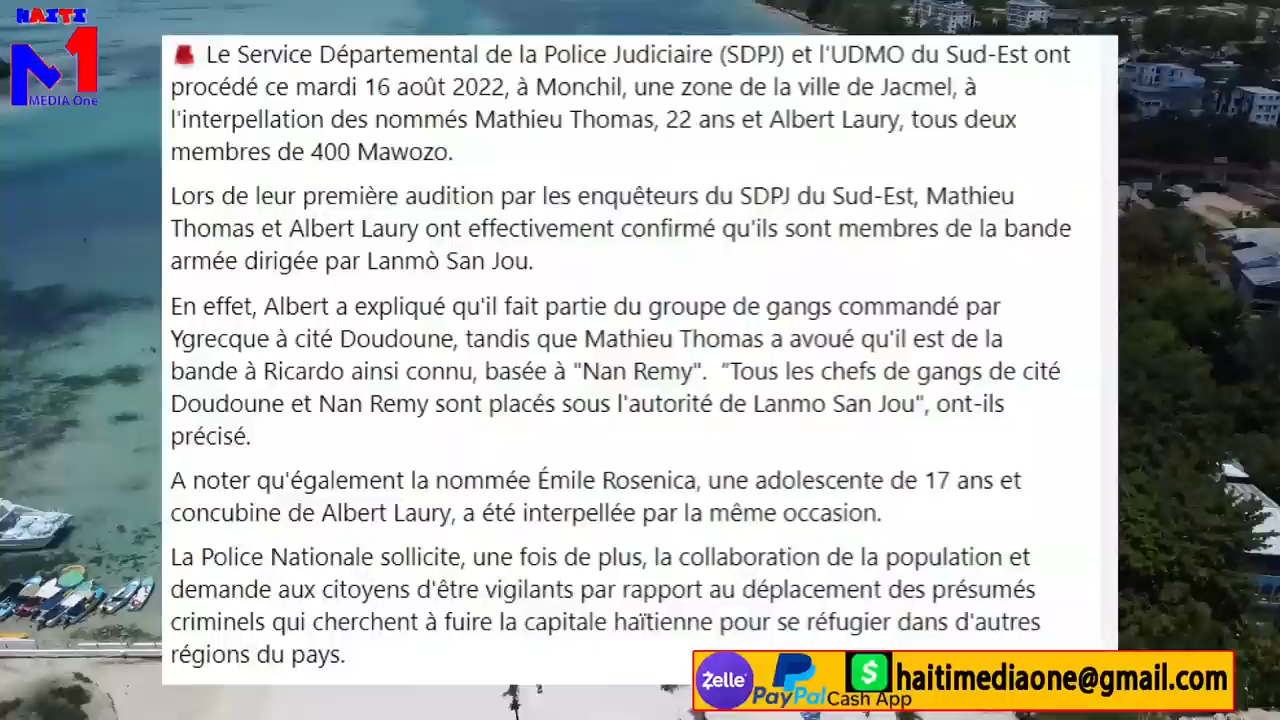 HAITI
M1
MEDIA One
Le Service Départemental de la Police Judiciaire (SDPJ) et l'UDMO du Sud-Est ont
procédé ce mardi 16 août 2022, à Monchil, une zone de la ville de Jacmel, à
l'interpellation des nommés Mathieu Thomas, 22 ans et Albert Laury, tous deux
membres de 400 Mawozo.
Lors de leur première audition par les enquêteurs du SDPJ du Sud-Est, Mathieu
Thomas et Albert Laury ont effectivement confirmé qu'ils sont membres de la bande
armée dirigée par Lanmò San Jou.
En effet, Albert a expliqué qu'il fait partie du groupe de gangs commandé par
Ygrecque à cité Doudoune, tandis que Mathieu Thomas a avoué qu'il est de la
bande à Ricardo ainsi connu, basée à "Nan Remy". "Tous les chefs de gangs de cité
Doudoune et Nan Remy sont placés sous l'autorité de Lanmo San Jou", ont-ils
précisé.
A noter qu'également la nommée Émile Rosenica, une adolescente de 17 ans et
concubine de Albert Laury, a été interpellée par la même occasion.
La Police Nationale sollicite, une fois de plus, la collaboration de la population et
demande aux citoyens d'être vigilants par rapport au déplacement des présumés
criminels qui cherchent à fuire la capitale haïtienne pour se réfugier dans d'autres
régions du pays.
Zelle PayPal $ Cash App haitimediaone@gmail.com